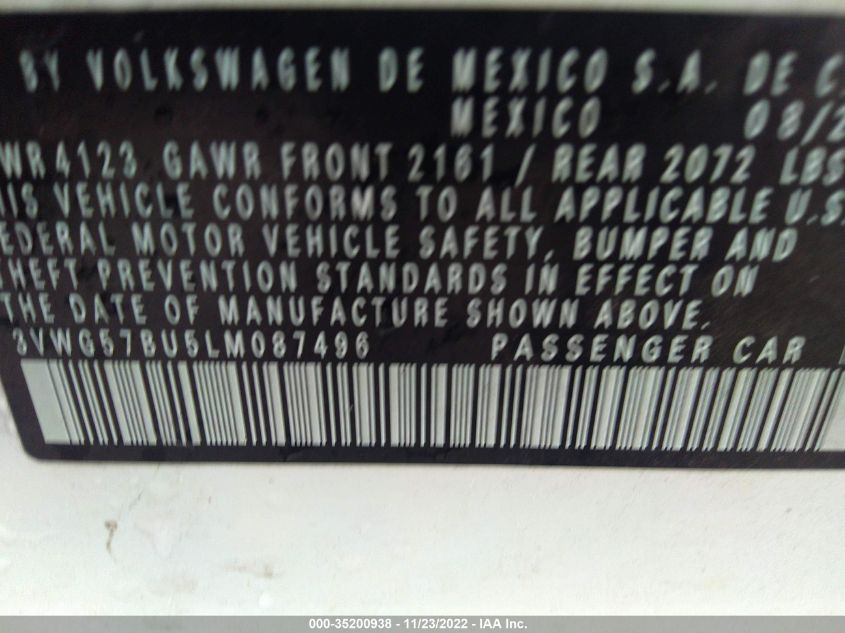 BY VOLKSWAGEN DE MEXICO S.A. DE C.
MEXICO 08/2
WR 4123 GAWR FRONT 2161 / REAR 2072 LBS
IS VEHICLE CONFORMS TO ALL APPLICABLE U.S.
EDERAL MOTOR VEHICLE SAFETY, BUMPER AND
HEFT PREVENTION STANDARDS IN EFFECT ON
THE DATE OF MANUFACTURE SHOWN ABOVE.
3VWG57BU5LM087496 PASSENGER CAR
000-35200938 - 11/23/2022 - IAA Inc.